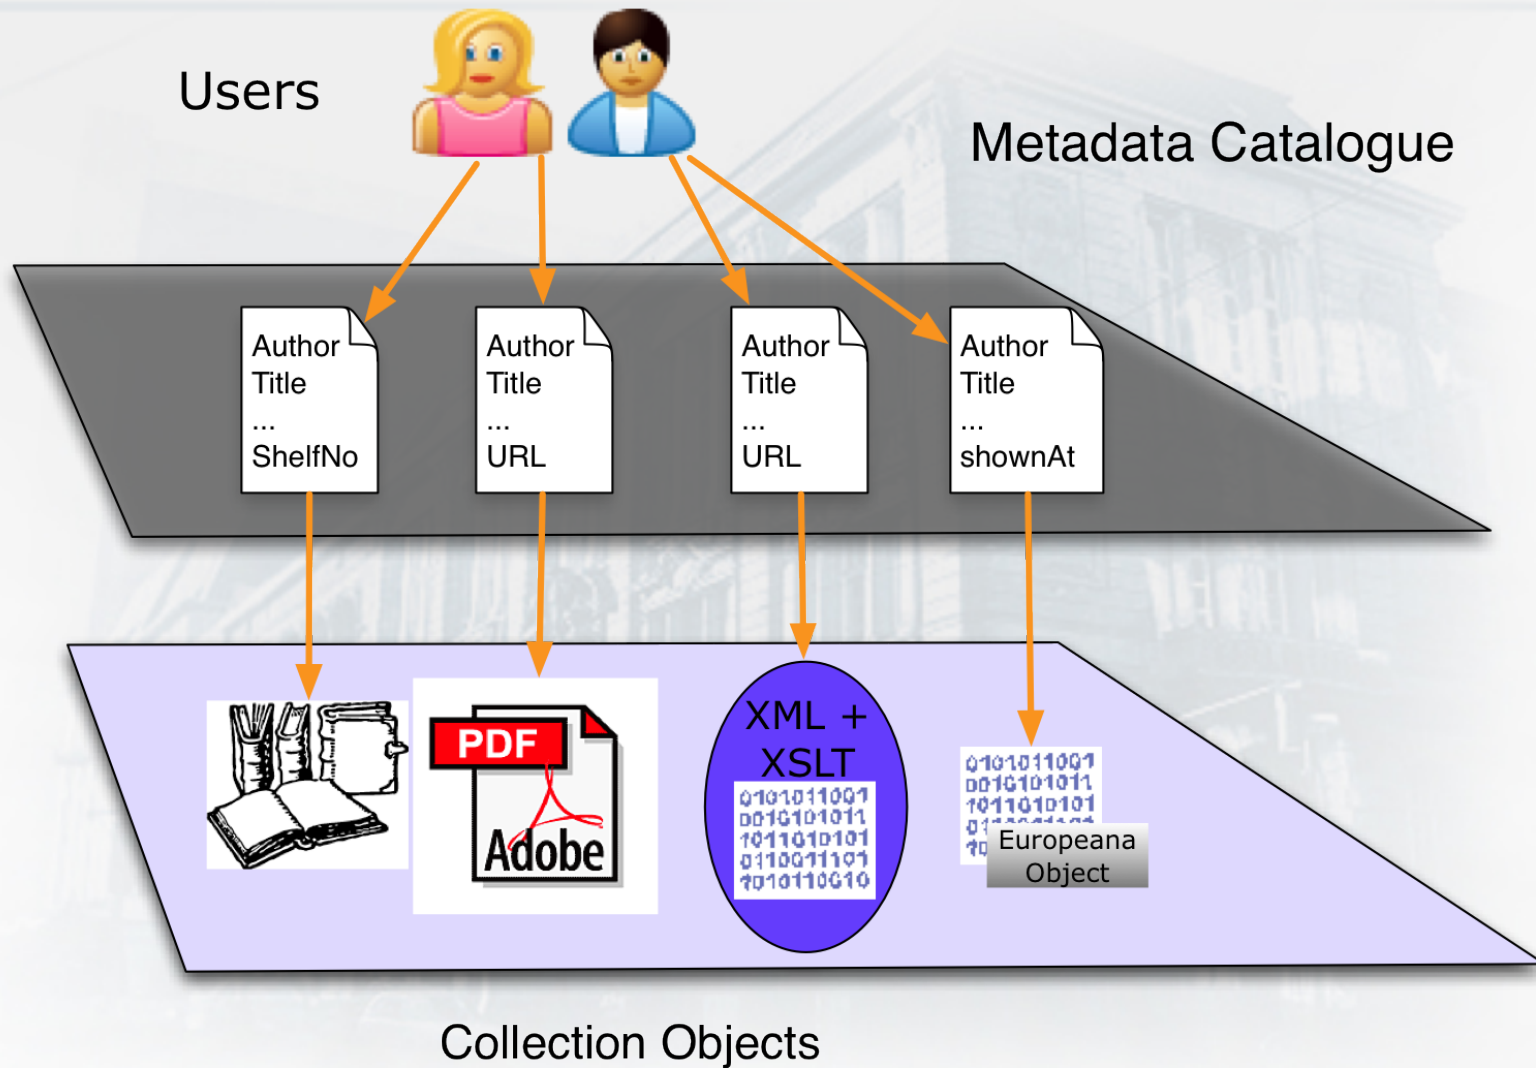 Users
Metadata Catalogue
Author
Title
...
ShelfNo
Author
Title
...
URL
Author
Title
...
URL
Author
Title
...
shownAt
PDF
Adobe
XML +
XSLT
0101011001
0010101011
1011010101
0110011101
1010110010
0101011001
0010101011
1011010101
Europeana
Object
Collection Objects